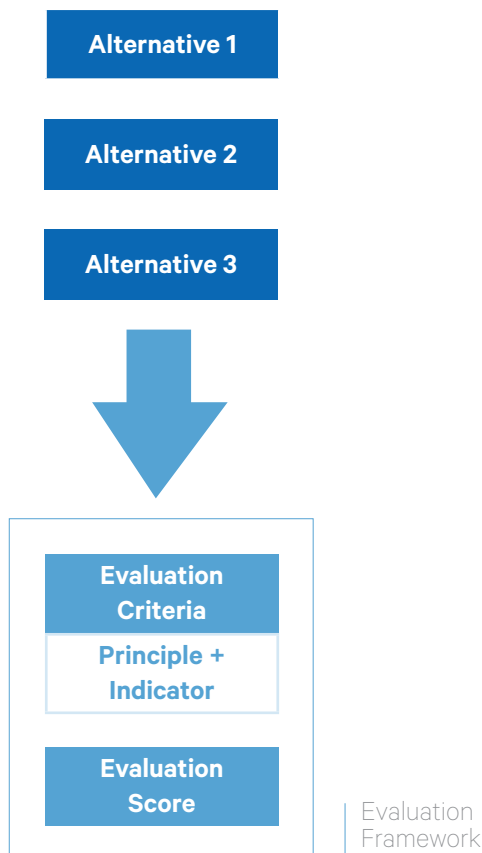 Alternative 1
Alternative 2
Alternative 3
Evaluation
Criteria
Principle +
Indicator
Evaluation
Score
Evaluation
Framework